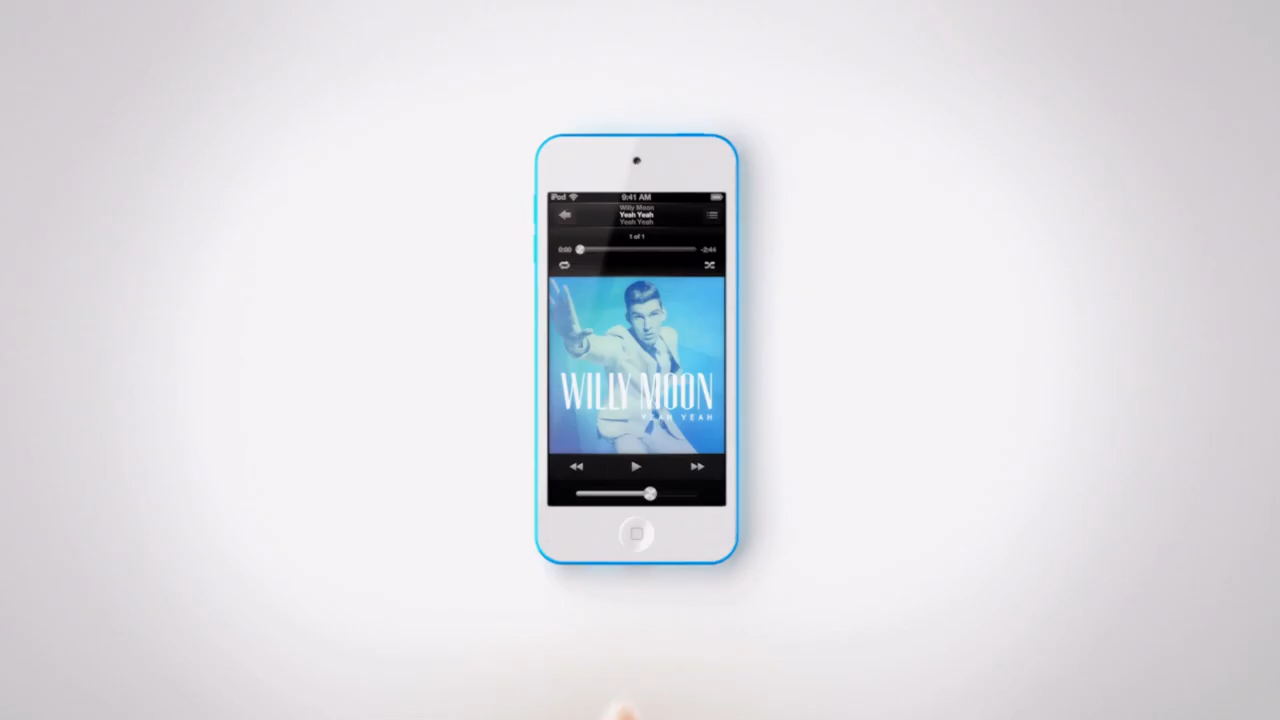 iPod 9:41 AM
Willy Moon
Yeah Yeah
Yeah Yeah
1 of 1
0:00 -2:44
WILLY MOON
YEAH YEAH